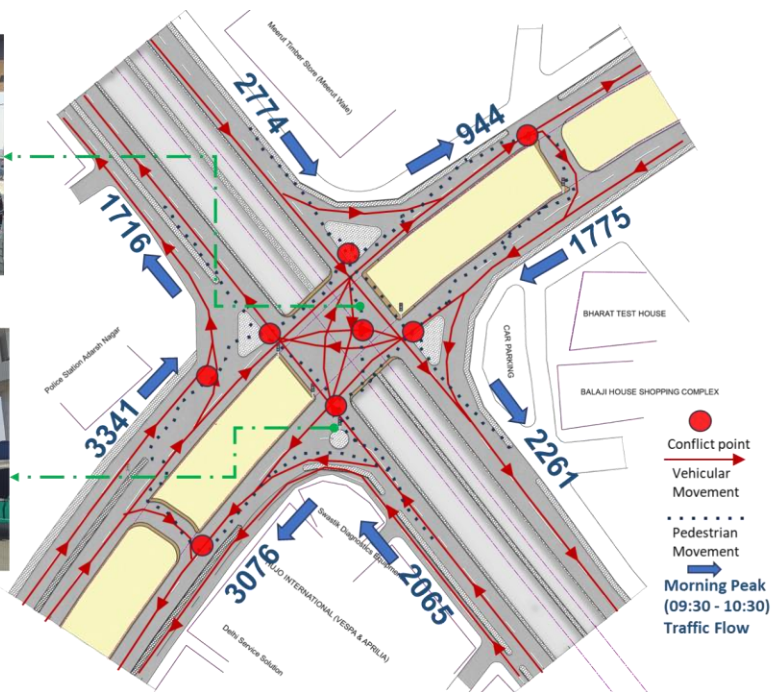 Meerut Timber Store (Meerut Wale)
2774
944
1775
1716
BHARAT TEST HOUSE
CAR PARKING
Police Station Adarsh Nagar
BALAJI HOUSE SHOPPING COMPLEX
3341
2261
Conflict point
Vehicular
Movement
Pedestrian
Movement
Morning Peak
(09:30 - 10:30)
Traffic Flow
3076
2065
Swastik Diagnostics Equipment
INTERNATIONAL (VESPA & APRILIA)
Delhi Service Solution